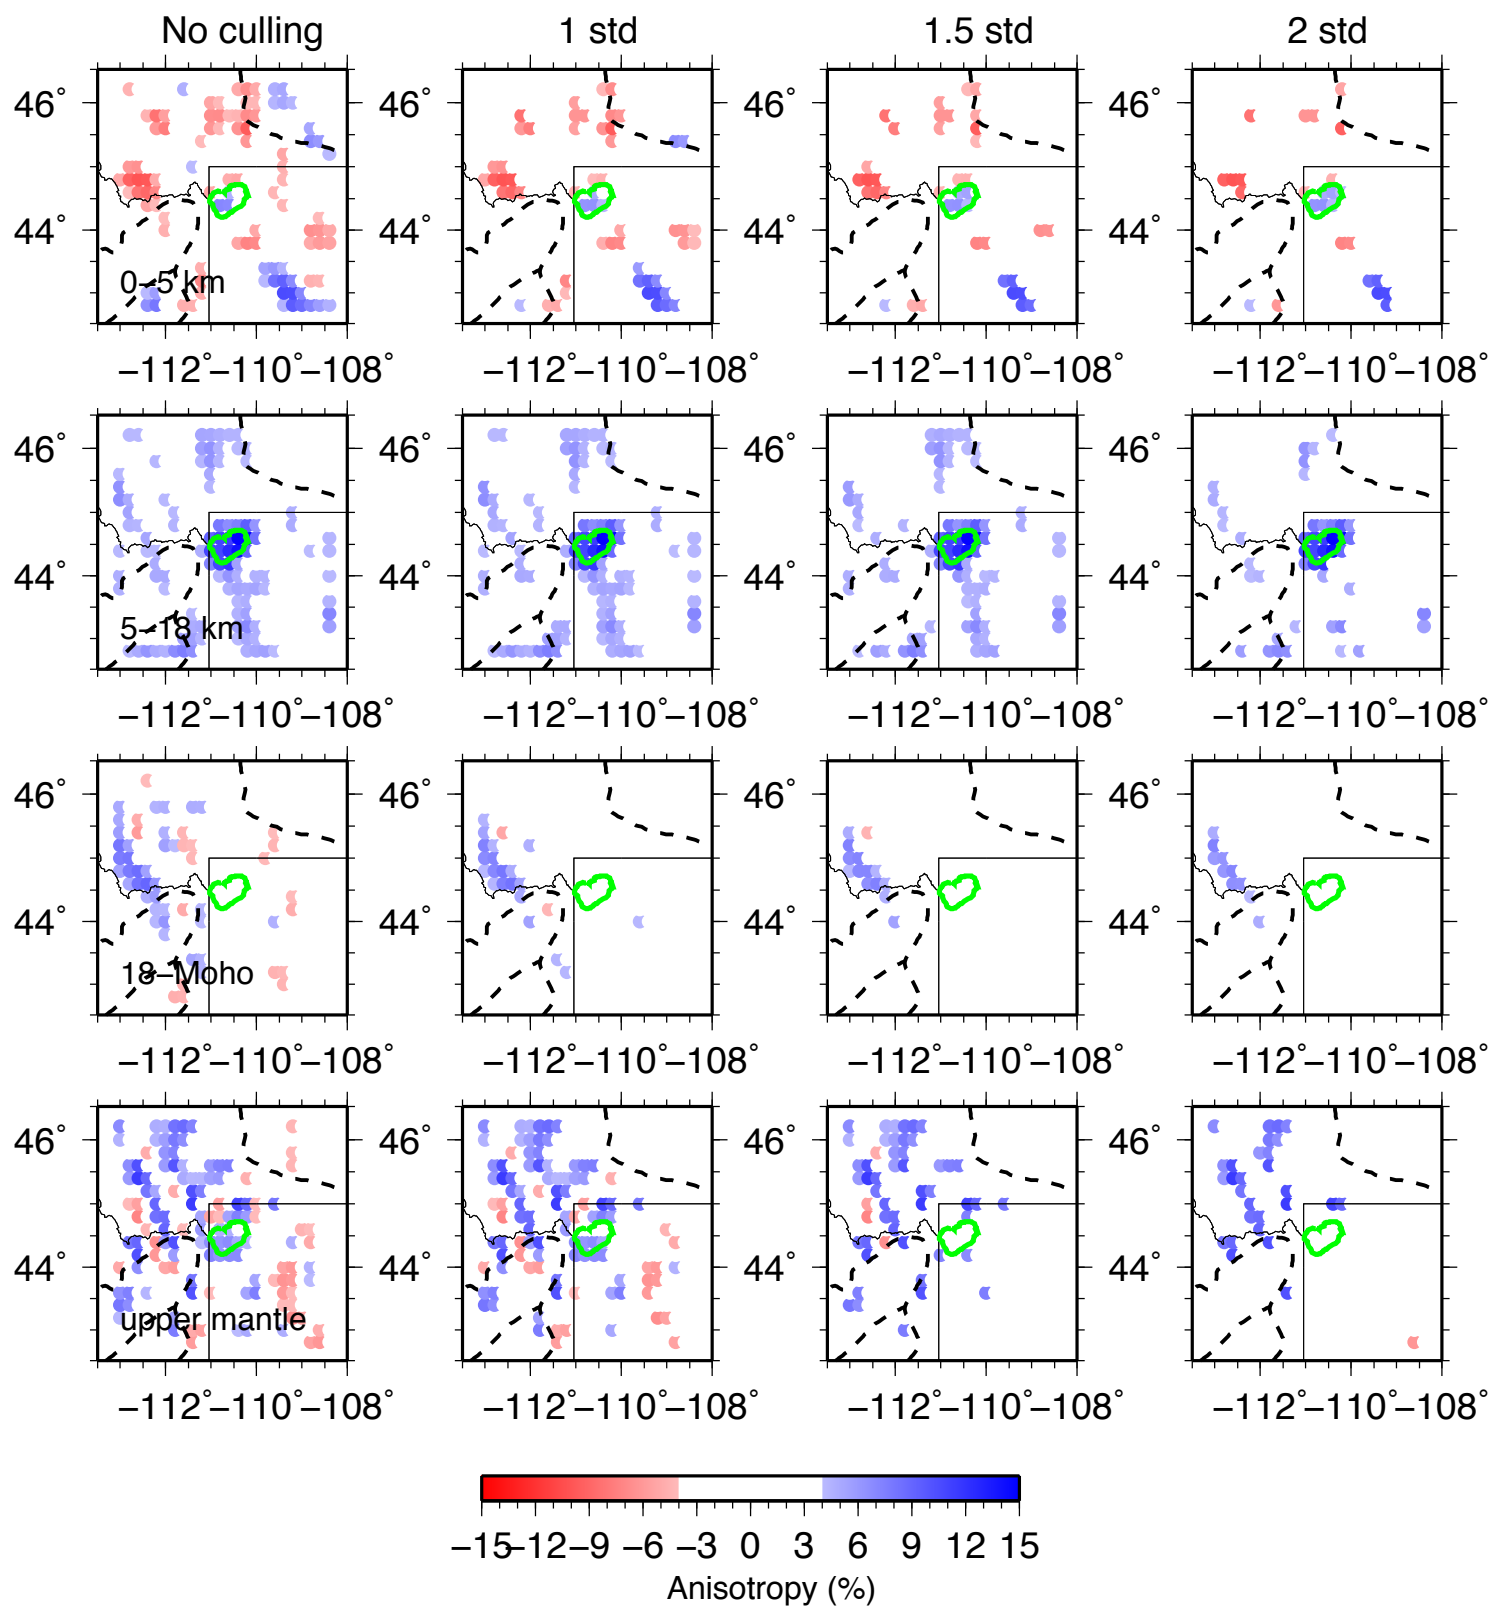 No culling 1 std 1.5 std 2 std
46° 46° 46° 46°
44° 44° 44° 44°
0–5 km
−112° −110° −108° −112° −110° −108° −112° −110° −108° −112° −110° −108°
46° 46° 46° 46°
44° 44° 44° 44°
5–18 km
−112° −110° −108° −112° −110° −108° −112° −110° −108° −112° −110° −108°
46° 46° 46° 46°
44° 44° 44° 44°
18–Moho
−112° −110° −108° −112° −110° −108° −112° −110° −108° −112° −110° −108°
46° 46° 46° 46°
44° 44° 44° 44°
upper mantle
−112° −110° −108° −112° −110° −108° −112° −110° −108° −112° −110° −108°
−15 −12 −9 −6 −3 0 3 6 9 12 15
Anisotropy (%)